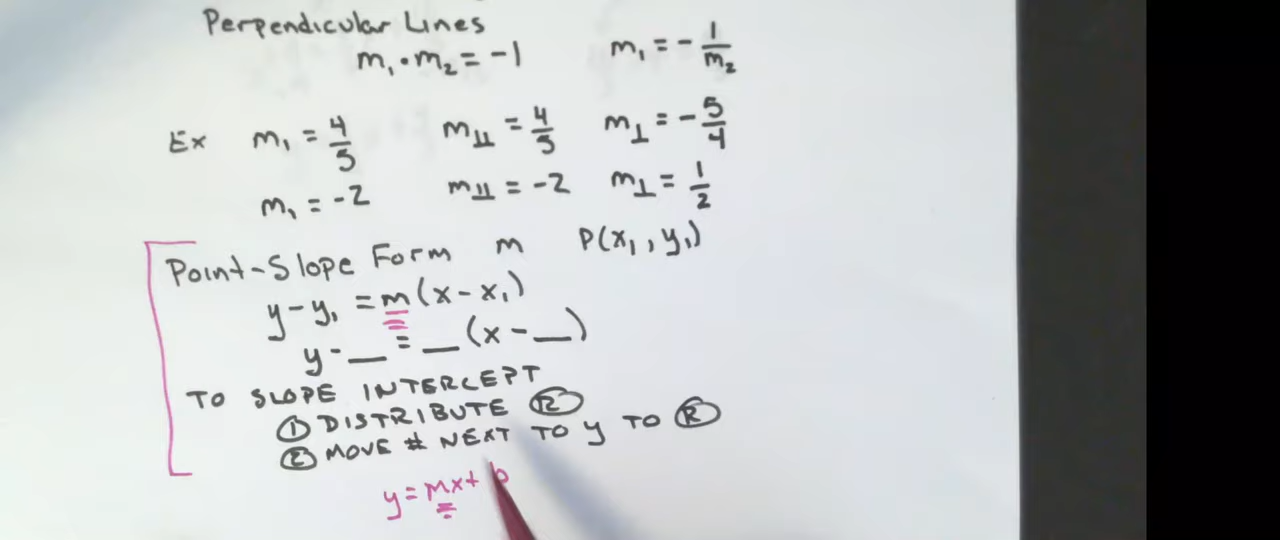 Perpendicular Lines
m₁ • m₂ = -1 m₁ = - 1/m₂
Ex m₁ = 4/5 m⊥⊥ = 4/5 m⊥ = - 5/4
m₁ = -2 m⊥⊥ = -2 m⊥ = 1/2
Point-Slope Form m P(x₁, y₁)
y - y₁ = m(x - x₁)
y - __ = __ (x - __)
TO SLOPE INTERCEPT
① DISTRIBUTE Ⓡ
② MOVE # NEXT TO y TO Ⓡ
y = mx + b